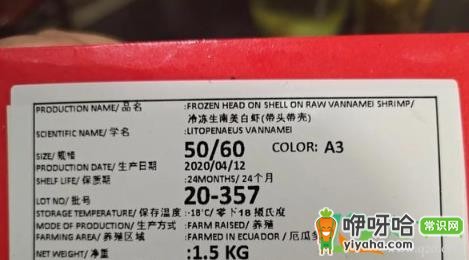 PRODUCTION NAME/品名 :FROZEN HEAD ON SHELL ON RAW VANNAMEI SHRIMP/
冷冻生南美白虾(带头带壳)
SCIENTIFIC NAME/学名 :LITOPENAEUS VANNAMEI
SIZE/规格 50/60 COLOR: A3
PRODUCTION DATE/生产日期 :2020/04/12
SHELF LIFE/保质期 :24MONTHS/24个月
LOT NO/批号 20-357
STORAGE TEMPERATURE/保存温度 :-18℃/零下18摄氏度
MODE OF PRODUCTION/生产方式 :FARM RAISED/养殖
FARMING AREA/养殖区域 :FARMED IN ECUADOR/厄瓜
NET WEIGHT/净重 :1.5 KG
咿呀哈 常识网
yiyaha.com